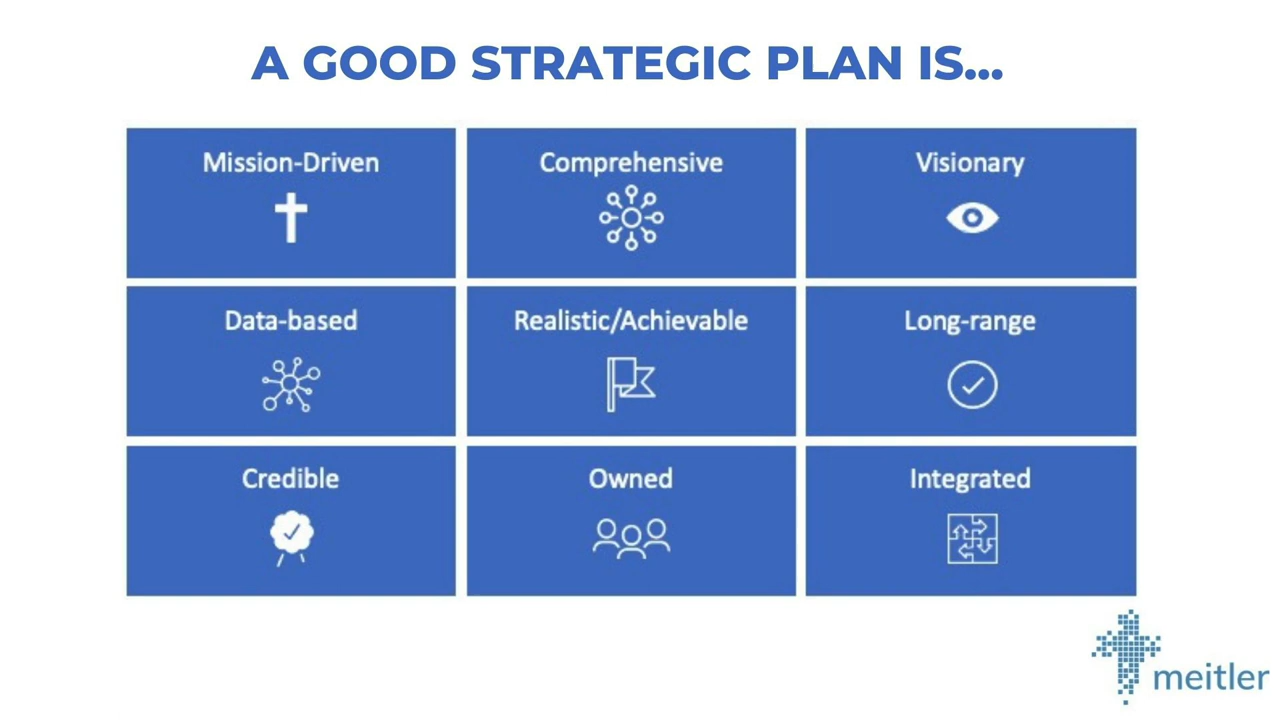 A GOOD STRATEGIC PLAN IS...
Mission-Driven
Comprehensive
Visionary
Data-based
Realistic/Achievable
Long-range
Credible
Owned
Integrated
meitler